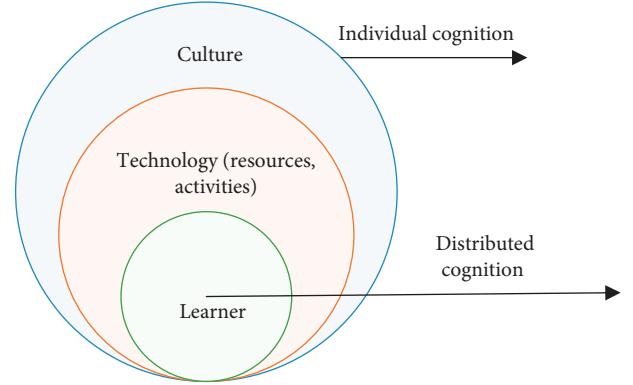 Individual cognition
Culture
Technology (resources,
activities)
Distributed
cognition
Learner